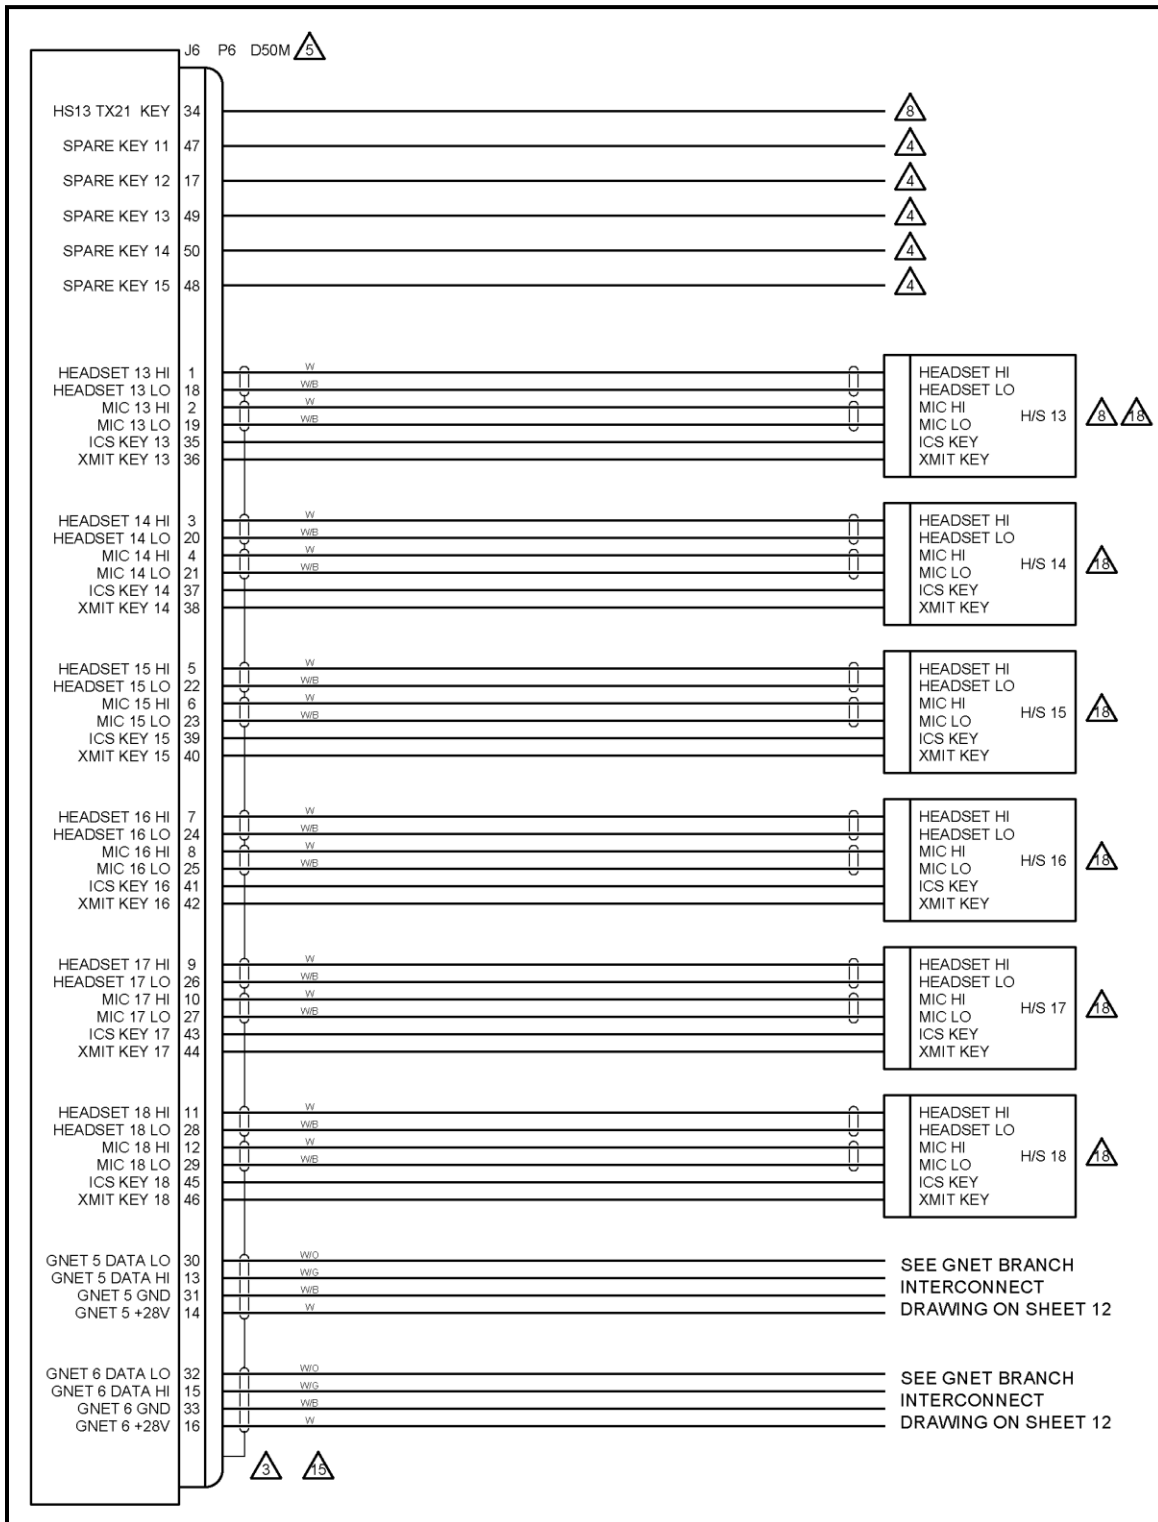 J6 P6 D50M 5
HS13 TX21 KEY 34 8
SPARE KEY 11 47 4
SPARE KEY 12 17 4
SPARE KEY 13 49 4
SPARE KEY 14 50 4
SPARE KEY 15 48 4
HEADSET 13 HI 1 W HEADSET HI
HEADSET 13 LO 18 W/B HEADSET LO
MIC 13 HI 2 W MIC HI
H/S 13 8 18
MIC 13 LO 19 W/B MIC LO
ICS KEY 13 35 ICS KEY
XMIT KEY 13 36 XMIT KEY
HEADSET 14 HI 3 W HEADSET HI
HEADSET 14 LO 20 W/B HEADSET LO
MIC 14 HI 4 W MIC HI
H/S 14 18
MIC 14 LO 21 W/B MIC LO
ICS KEY 14 37 ICS KEY
XMIT KEY 14 38 XMIT KEY
HEADSET 15 HI 5 W HEADSET HI
HEADSET 15 LO 22 W/B HEADSET LO
MIC 15 HI 6 W MIC HI
H/S 15 18
MIC 15 LO 23 W/B MIC LO
ICS KEY 15 39 ICS KEY
XMIT KEY 15 40 XMIT KEY
HEADSET 16 HI 7 W HEADSET HI
HEADSET 16 LO 24 W/B HEADSET LO
MIC 16 HI 8 W MIC HI
H/S 16 18
MIC 16 LO 25 W/B MIC LO
ICS KEY 16 41 ICS KEY
XMIT KEY 16 42 XMIT KEY
HEADSET 17 HI 9 W HEADSET HI
HEADSET 17 LO 26 W/B HEADSET LO
MIC 17 HI 10 W MIC HI
H/S 17 18
MIC 17 LO 27 W/B MIC LO
ICS KEY 17 43 ICS KEY
XMIT KEY 17 44 XMIT KEY
HEADSET 18 HI 11 W HEADSET HI
HEADSET 18 LO 28 W/B HEADSET LO
MIC 18 HI 12 W MIC HI
H/S 18 18
MIC 18 LO 29 W/B MIC LO
ICS KEY 18 45 ICS KEY
XMIT KEY 18 46 XMIT KEY
GNET 5 DATA LO 30 W/O
GNET 5 DATA HI 13 W/G
GNET 5 GND 31 W/B
GNET 5 +28V 14 W
SEE GNET BRANCH
INTERCONNECT
DRAWING ON SHEET 12
GNET 6 DATA LO 32 W/O
GNET 6 DATA HI 15 W/G
GNET 6 GND 33 W/B
GNET 6 +28V 16 W
SEE GNET BRANCH
INTERCONNECT
DRAWING ON SHEET 12
3 15